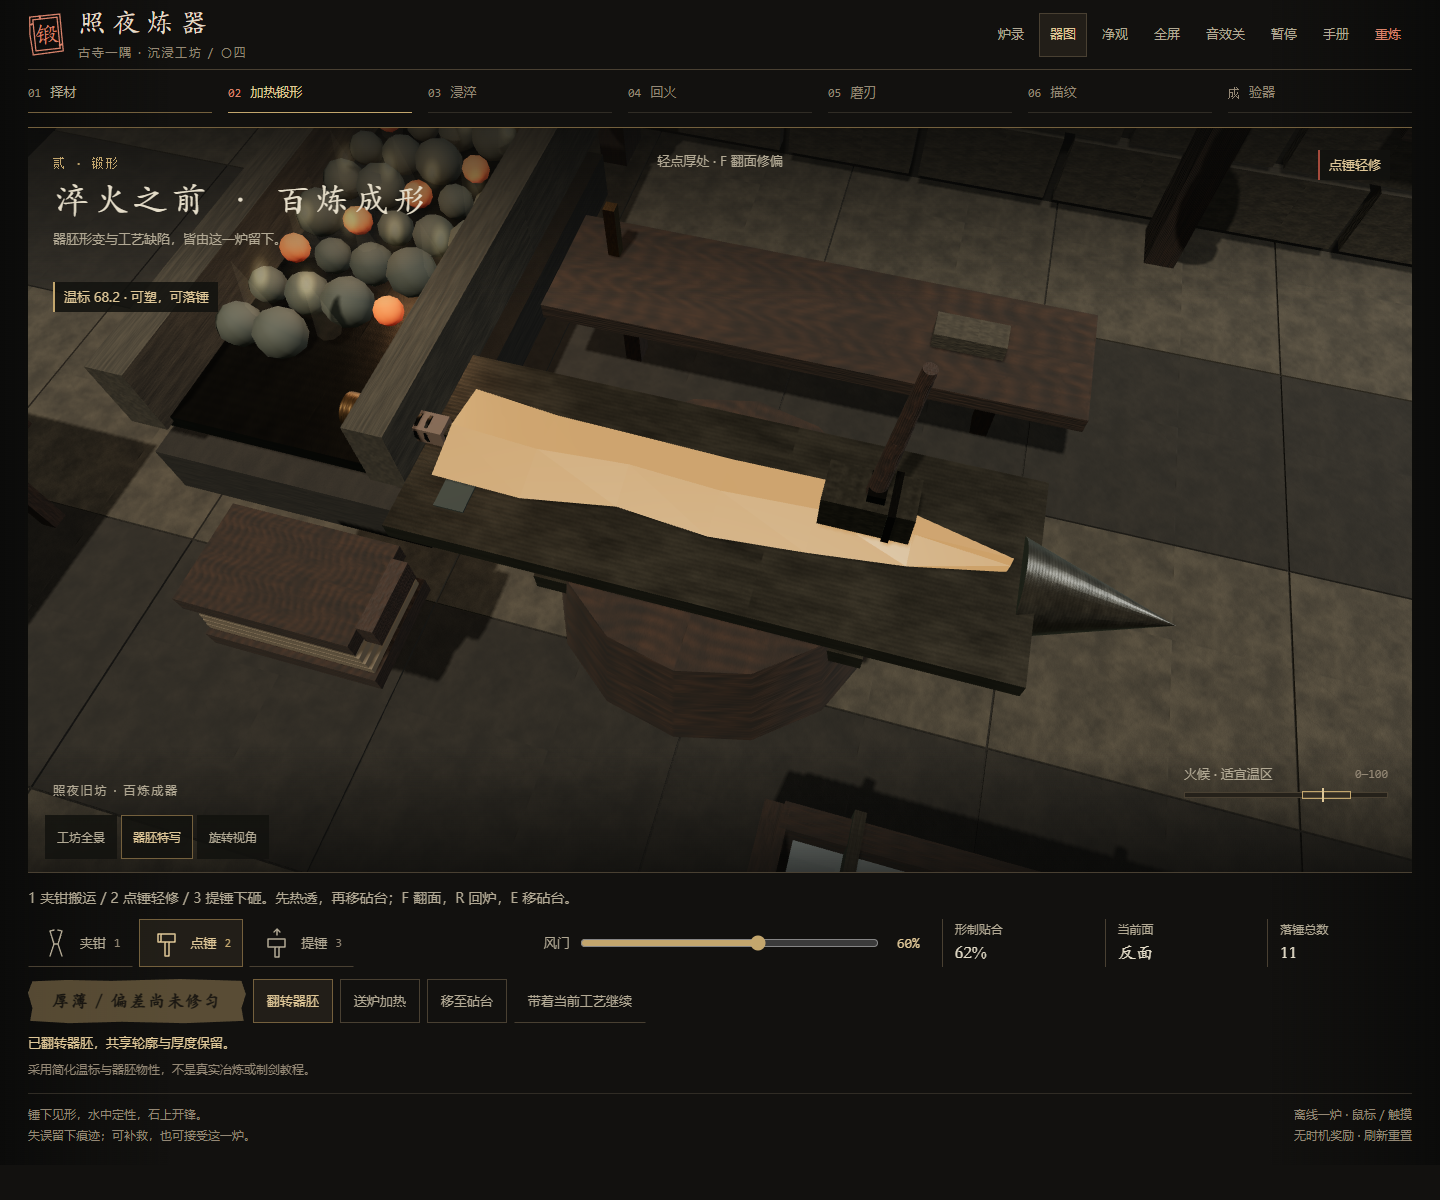 锻
照夜炼器
古寺一隅 · 沉浸工坊 / 〇四
炉录 器图 净观 全屏 音效关 暂停 手册 重炼
01 择材 02 加热锻形 03 浸淬 04 回火 05 磨刃 06 描纹 成 验器
贰 · 锻形
淬火之前 · 百炼成形
器胚形变与工艺缺陷，皆由这一炉留下。
轻点厚处 · F 翻面修偏
点锤轻修
温标 68.2 · 可塑，可落锤
火候 · 适宜温区 0—100
照夜旧坊 · 百炼成器
工坊全景 器胚特写 旋转视角
1 夹钳搬运 / 2 点锤轻修 / 3 提锤下砸。先热透，再移砧台；F 翻面，R 回炉，E 移砧台。
夹钳 1 点锤 2 提锤 3
风门 60%
形制贴合 当前面 落锤总数
62% 反面 11
厚薄 / 偏差尚未修匀 翻转器胚 送炉加热 移至砧台 带着当前工艺继续
已翻转器胚，共享轮廓与厚度保留。
采用简化温标与器胚物性，不是真实冶炼或制剑教程。
锤下见形，水中定性，石上开锋。
失误留下痕迹；可补救，也可接受这一炉。
离线一炉 · 鼠标 / 触摸
无时机奖励 · 刷新重置